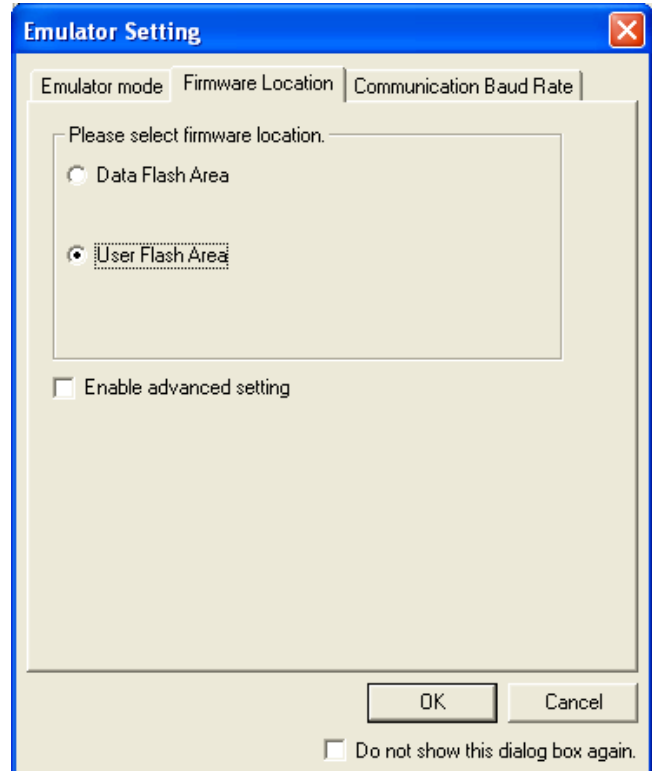 Emulator Setting
Emulator mode Firmware Location Communication Baud Rate
Please select firmware location.
Data Flash Area
User Flash Area
Enable advanced setting
OK Cancel
Do not show this dialog box again.